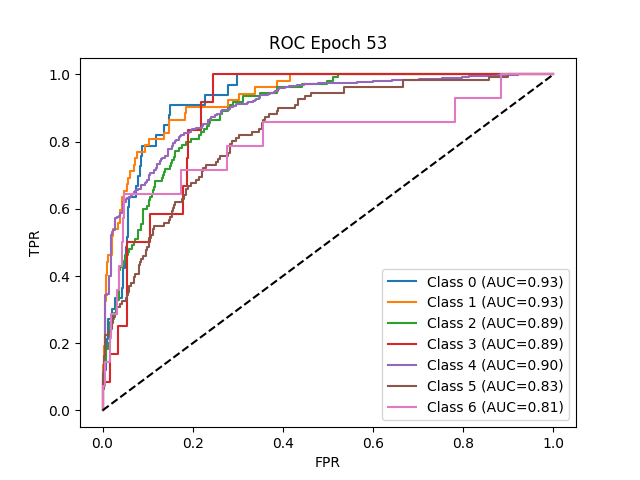 ROC Epoch 53
TPR
1.0
0.8
0.6
0.4
0.2
0.0
Class 0 (AUC=0.93)
Class 1 (AUC=0.93)
Class 2 (AUC=0.89)
Class 3 (AUC=0.89)
Class 4 (AUC=0.90)
Class 5 (AUC=0.83)
Class 6 (AUC=0.81)
0.0 0.2 0.4 0.6 0.8 1.0
FPR